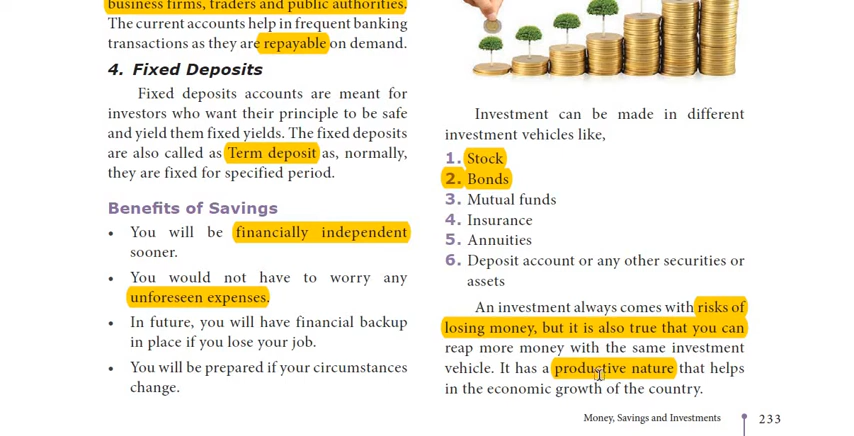 business firms, traders and public authorities.
The current accounts help in frequent banking
transactions as they are repayable on demand.
4. Fixed Deposits
Fixed deposits accounts are meant for
investors who want their principle to be safe
and yield them fixed yields. The fixed deposits
are also called as Term deposit as, normally,
they are fixed for specified period.
Benefits of Savings
• You will be financially independent
sooner.
• You would not have to worry any
unforeseen expenses.
• In future, you will have financial backup
in place if you lose your job.
• You will be prepared if your circumstances
change.
Investment can be made in different
investment vehicles like,
1. Stock
2. Bonds
3. Mutual funds
4. Insurance
5. Annuities
6. Deposit account or any other securities or
assets
An investment always comes with risks of
losing money, but it is also true that you can
reap more money with the same investment
vehicle. It has a productive nature that helps
in the economic growth of the country.
Money, Savings and Investments 233